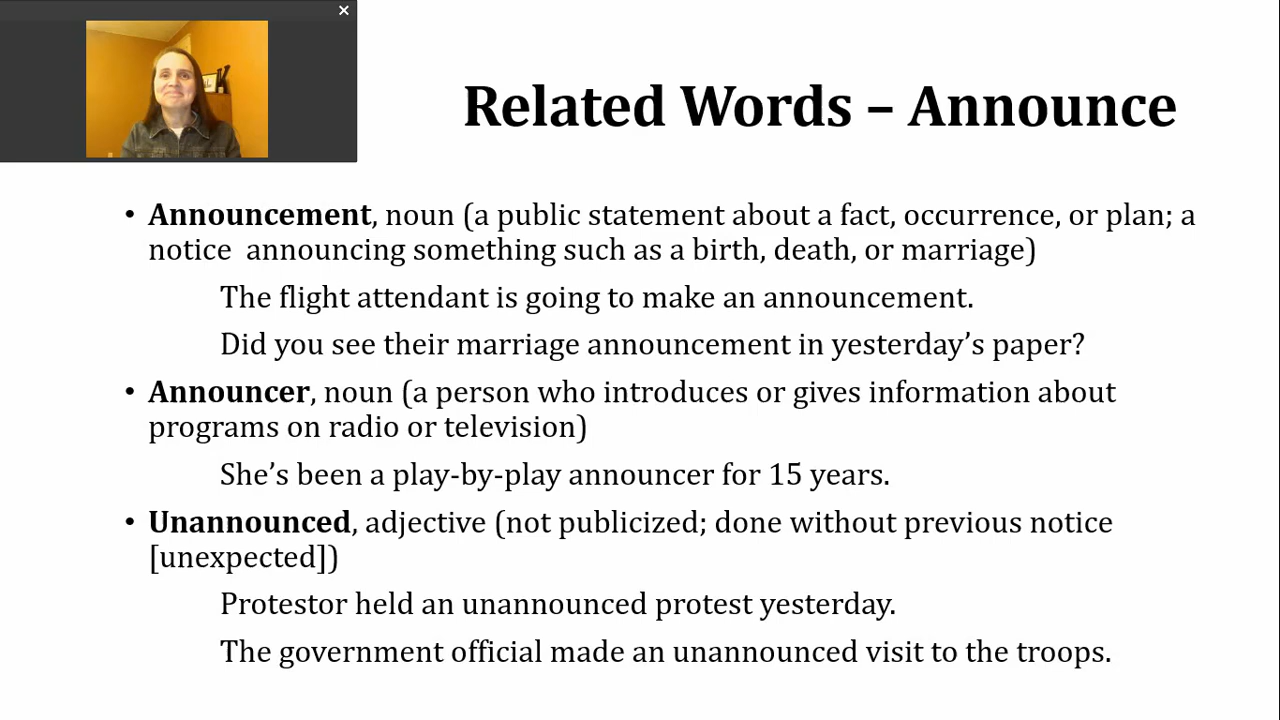 Related Words – Announce
• Announcement, noun (a public statement about a fact, occurrence, or plan; a
notice  announcing something such as a birth, death, or marriage)
The flight attendant is going to make an announcement.
Did you see their marriage announcement in yesterday’s paper?
• Announcer, noun (a person who introduces or gives information about
programs on radio or television)
She’s been a play-by-play announcer for 15 years.
• Unannounced, adjective (not publicized; done without previous notice
[unexpected])
Protestor held an unannounced protest yesterday.
The government official made an unannounced visit to the troops.